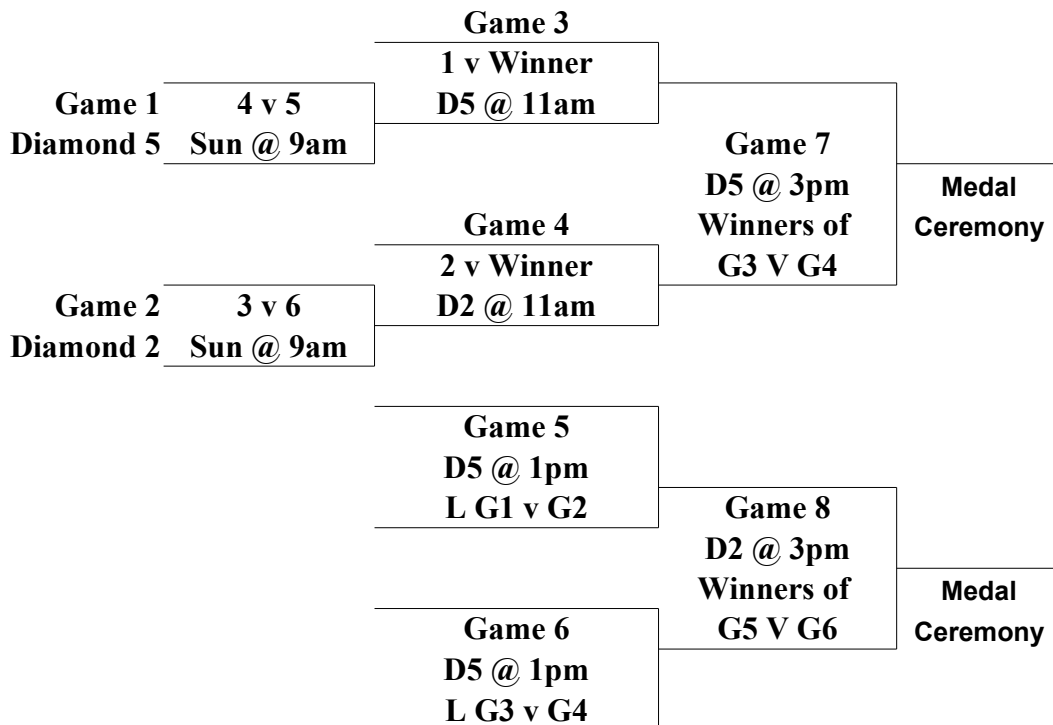 Game 3
1 v Winner
D5 @ 11am
Game 1
4 v 5
Diamond 5
Sun @ 9am
Game 7
D5 @ 3pm
Winners of
G3 V G4
Medal
Ceremony
Game 4
2 v Winner
D2 @ 11am
Game 2
3 v 6
Diamond 2
Sun @ 9am
Game 5
D5 @ 1pm
L G1 v G2
Game 8
D2 @ 3pm
Winners of
G5 V G6
Medal
Ceremony
Game 6
D5 @ 1pm
L G3 v G4